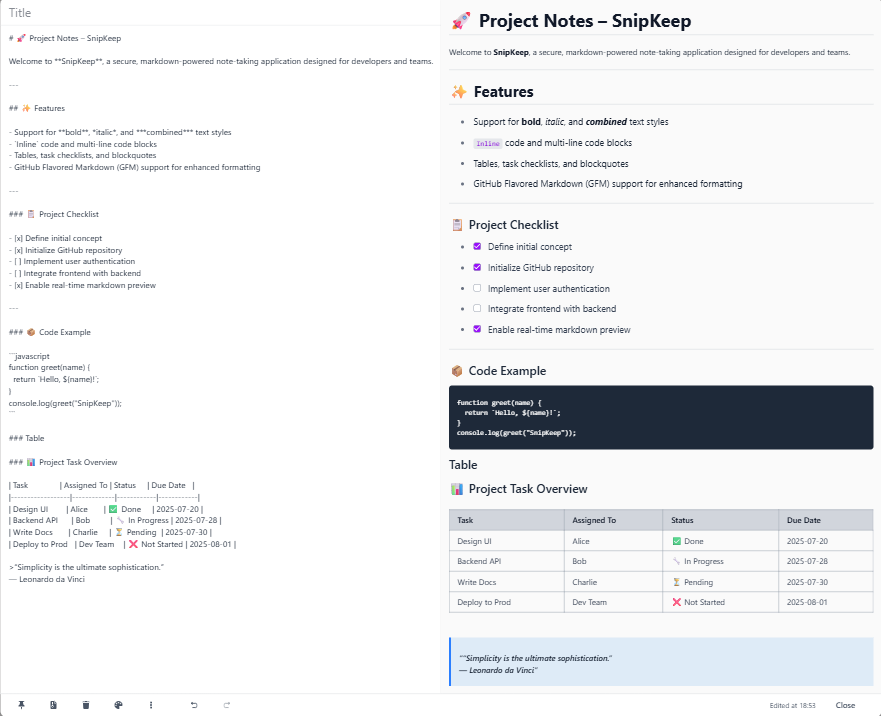 Title
# 🚀 Project Notes – SnipKeep
Welcome to **SnipKeep**, a secure, markdown-powered note-taking application designed for developers and teams.
---
## ✨ Features
- Support for **bold**, *italic*, and ***combined*** text styles
- `Inline` code and multi-line code blocks
- Tables, task checklists, and blockquotes
- GitHub Flavored Markdown (GFM) support for enhanced formatting
---
### 📋 Project Checklist
- [x] Define initial concept
- [x] Initialize GitHub repository
- [ ] Implement user authentication
- [ ] Integrate frontend with backend
- [x] Enable real-time markdown preview
---
### 📦 Code Example
```javascript
function greet(name) {
  return `Hello, ${name}!`;
}
console.log(greet("SnipKeep"));
```
### Table
### 📊 Project Task Overview
| Task | Assigned To | Status | Due Date |
|------------------|-------------|------------|------------|
| Design UI | Alice | ✅ Done | 2025-07-20 |
| Backend API | Bob | 🔧 In Progress | 2025-07-28 |
| Write Docs | Charlie | ⏳ Pending | 2025-07-30 |
| Deploy to Prod | Dev Team | ❌ Not Started | 2025-08-01 |
>"Simplicity is the ultimate sophistication."
— Leonardo da Vinci
🚀 Project Notes – SnipKeep
Welcome to SnipKeep, a secure, markdown-powered note-taking application designed for developers and teams.
✨ Features
• Support for bold, italic, and combined text styles
• Inline code and multi-line code blocks
• Tables, task checklists, and blockquotes
• GitHub Flavored Markdown (GFM) support for enhanced formatting
📋 Project Checklist
• Define initial concept
• Initialize GitHub repository
• Implement user authentication
• Integrate frontend with backend
• Enable real-time markdown preview
📦 Code Example
function greet(name) {
  return `Hello, ${name}!`;
}
console.log(greet("SnipKeep"));
Table
📊 Project Task Overview
Task Assigned To Status Due Date
Design UI Alice ✅ Done 2025-07-20
Backend API Bob 🔧 In Progress 2025-07-28
Write Docs Charlie ⏳ Pending 2025-07-30
Deploy to Prod Dev Team ❌ Not Started 2025-08-01
""Simplicity is the ultimate sophistication."
— Leonardo da Vinci"
Edited at 18:53 Close